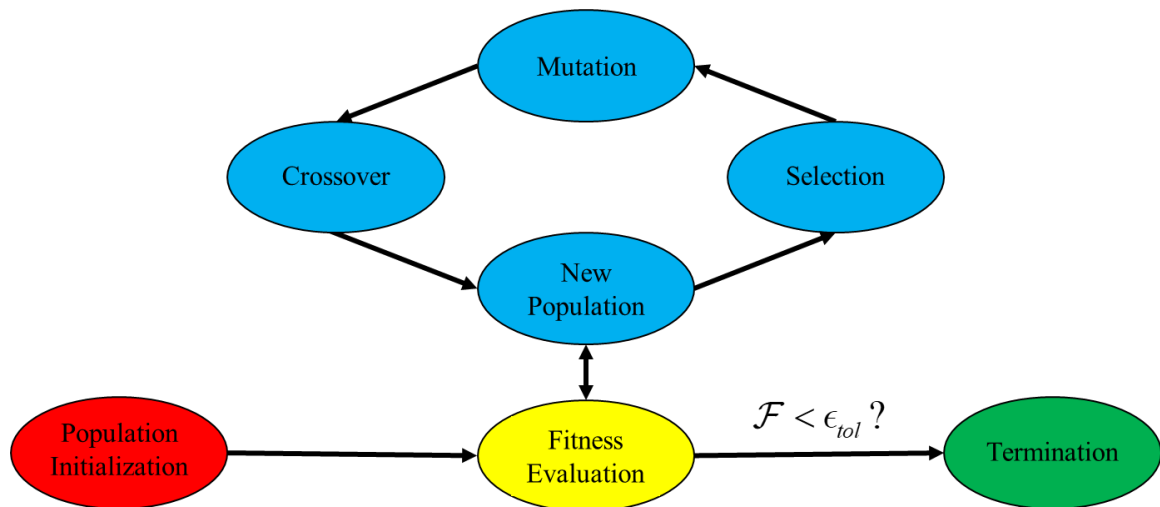 Mutation
Crossover
Selection
New
Population
ℱ < ϵ_tol ?
Population
Initialization
Fitness
Evaluation
Termination